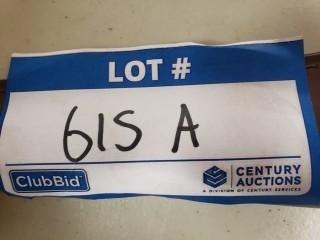 LOT #
615 A
ClubBid
CENTURY
AUCTIONS
A DIVISION OF CENTURY SERVICES